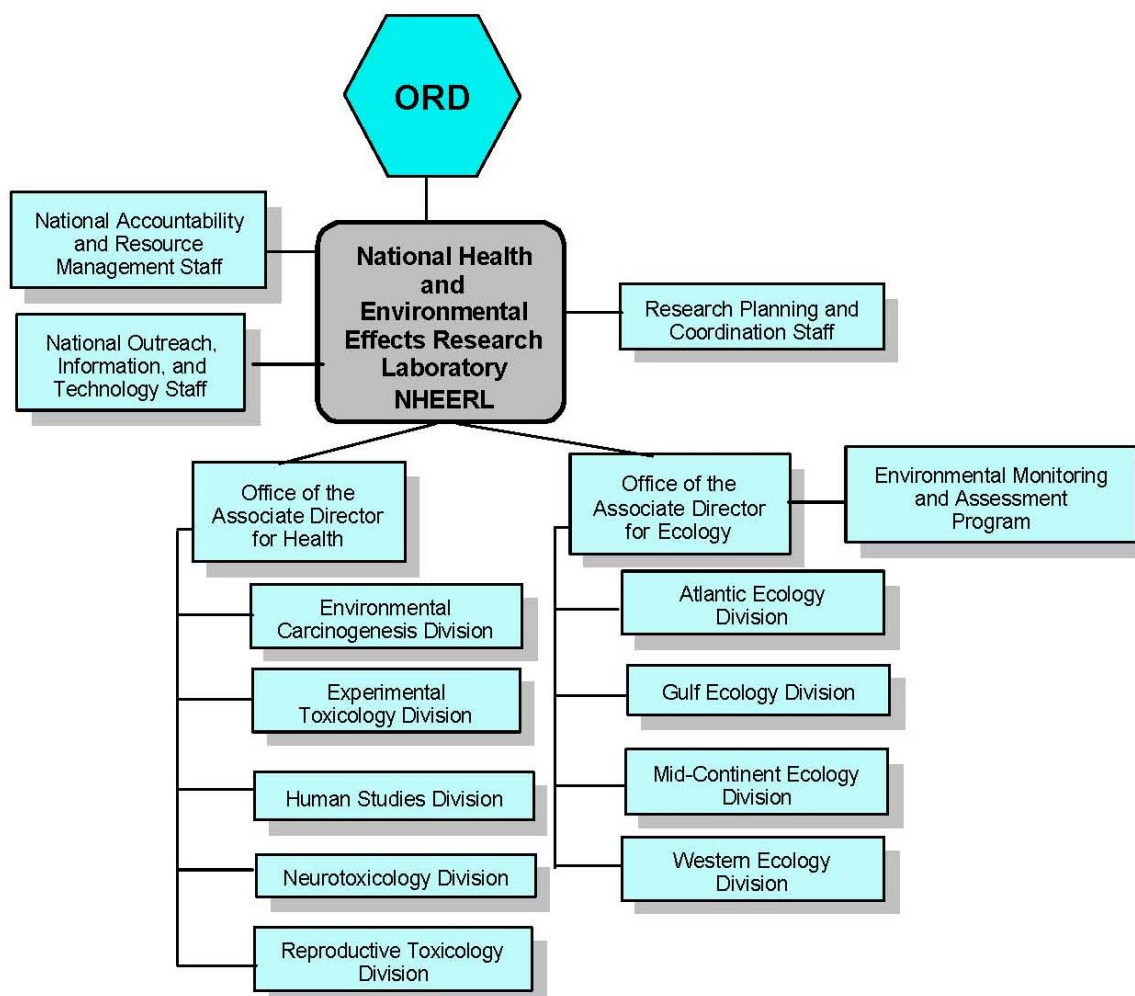 ORD
National Accountability
and Resource
Management Staff
National Health
and
Environmental
Effects Research
Laboratory
NHEERL
Research Planning and
Coordination Staff
National Outreach,
Information, and
Technology Staff
Office of the
Associate Director
for Health
Office of the
Associate Director
for Ecology
Environmental Monitoring
and Assessment
Program
Environmental
Carcinogenesis Division
Experimental
Toxicology Division
Human Studies Division
Neurotoxicology Division
Reproductive Toxicology
Division
Atlantic Ecology
Division
Gulf Ecology Division
Mid-Continent Ecology
Division
Western Ecology
Division